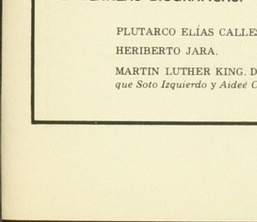 PLUTARCO ELÍAS CALLES
HERIBERTO JARA.
MARTIN LUTHER KING. D
que Soto Izquierdo y Aideé C